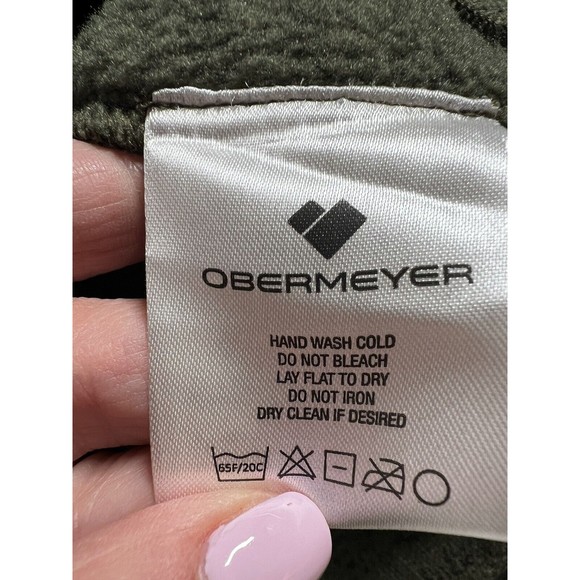 OBERMEYER
HAND WASH COLD
DO NOT BLEACH
LAY FLAT TO DRY
DO NOT IRON
DRY CLEAN IF DESIRED
65F/20C